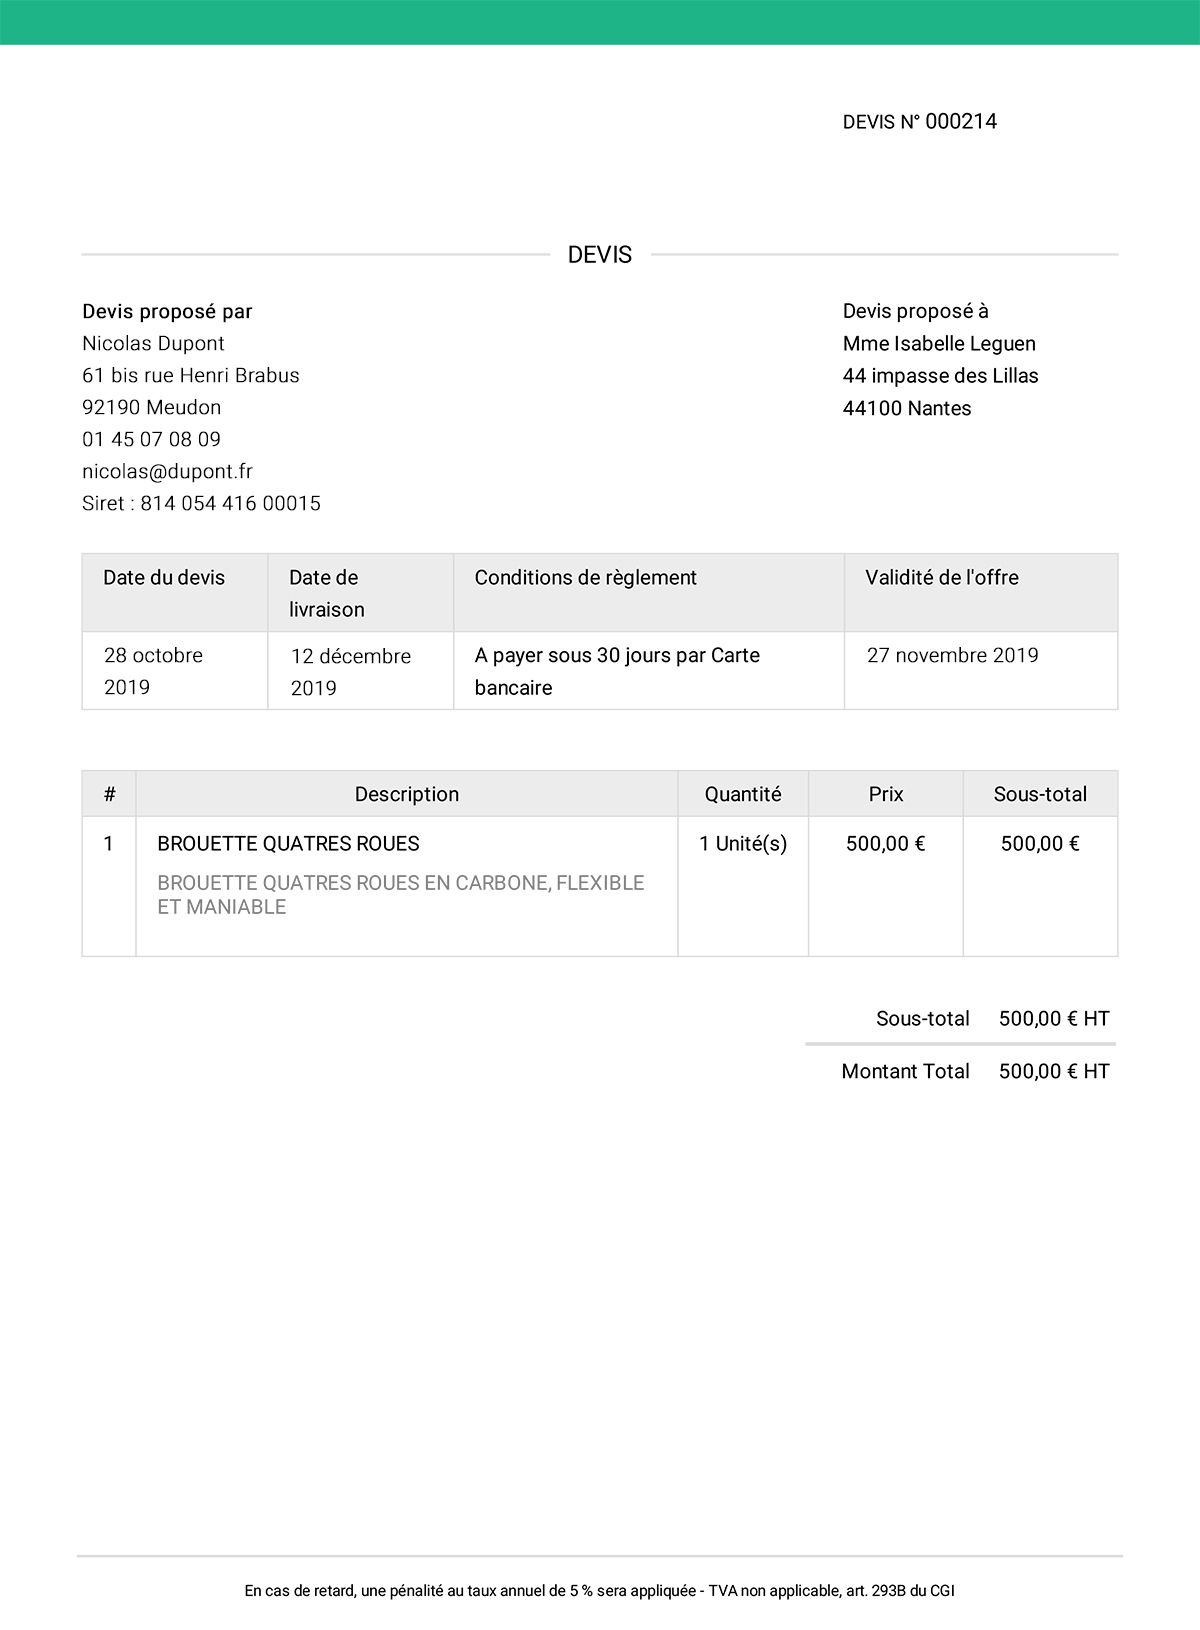 DEVIS N° 000214
DEVIS
Devis proposé par
Nicolas Dupont
61 bis rue Henri Brabus
92190 Meudon
01 45 07 08 09
nicolas@dupont.fr
Siret : 814 054 416 00015
Devis proposé à
Mme Isabelle Leguen
44 impasse des Lillas
44100 Nantes
Date du devis
Date de
livraison
Conditions de règlement
Validité de l'offre
28 octobre
2019
12 décembre
2019
A payer sous 30 jours par Carte
bancaire
27 novembre 2019
# Description Quantité Prix Sous-total
1 BROUETTE QUATRES ROUES 1 Unité(s) 500,00 € 500,00 €
BROUETTE QUATRES ROUES EN CARBONE, FLEXIBLE
ET MANIABLE
Sous-total 500,00 € HT
Montant Total 500,00 € HT
En cas de retard, une pénalité au taux annuel de 5 % sera appliquée - TVA non applicable, art. 293B du CGI